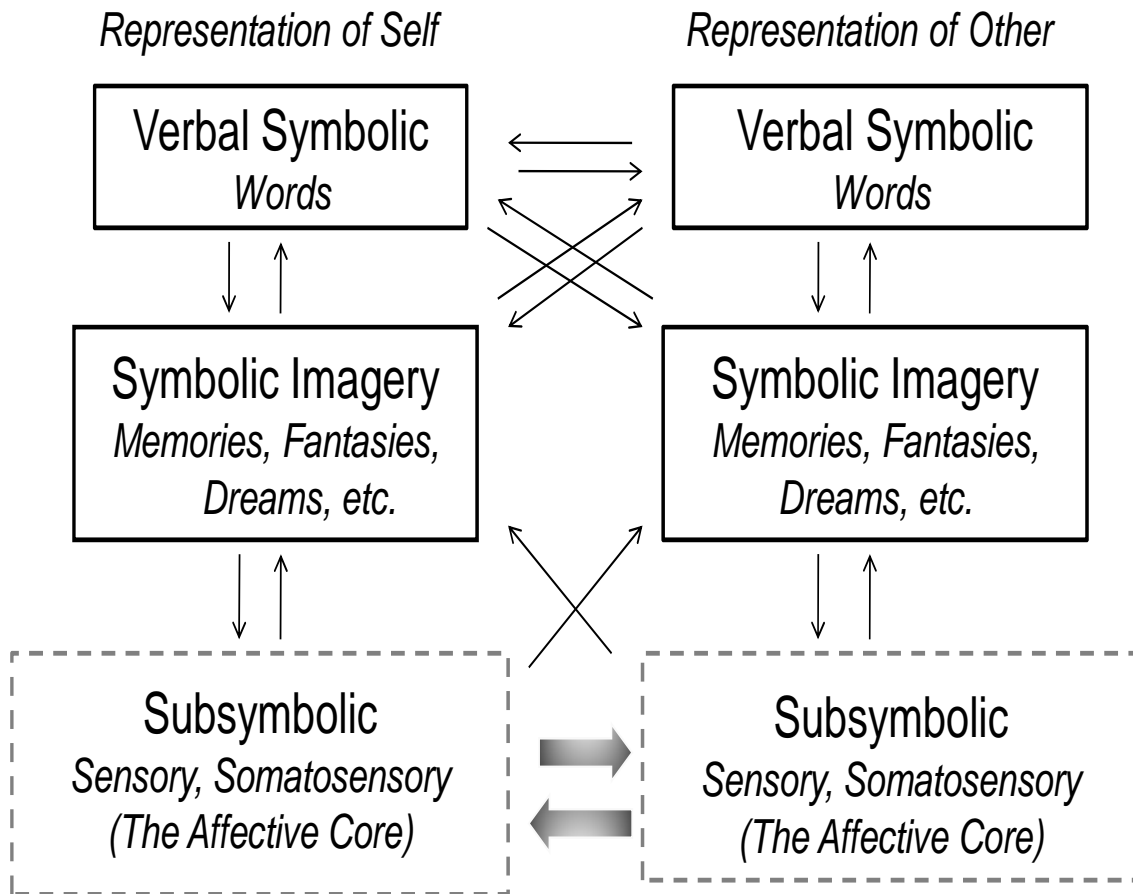 Representation of Self
Representation of Other
Verbal Symbolic
Words
Verbal Symbolic
Words
Symbolic Imagery
Memories, Fantasies,
Dreams, etc.
Symbolic Imagery
Memories, Fantasies,
Dreams, etc.
Subsymbolic
Sensory, Somatosensory
(The Affective Core)
Subsymbolic
Sensory, Somatosensory
(The Affective Core)